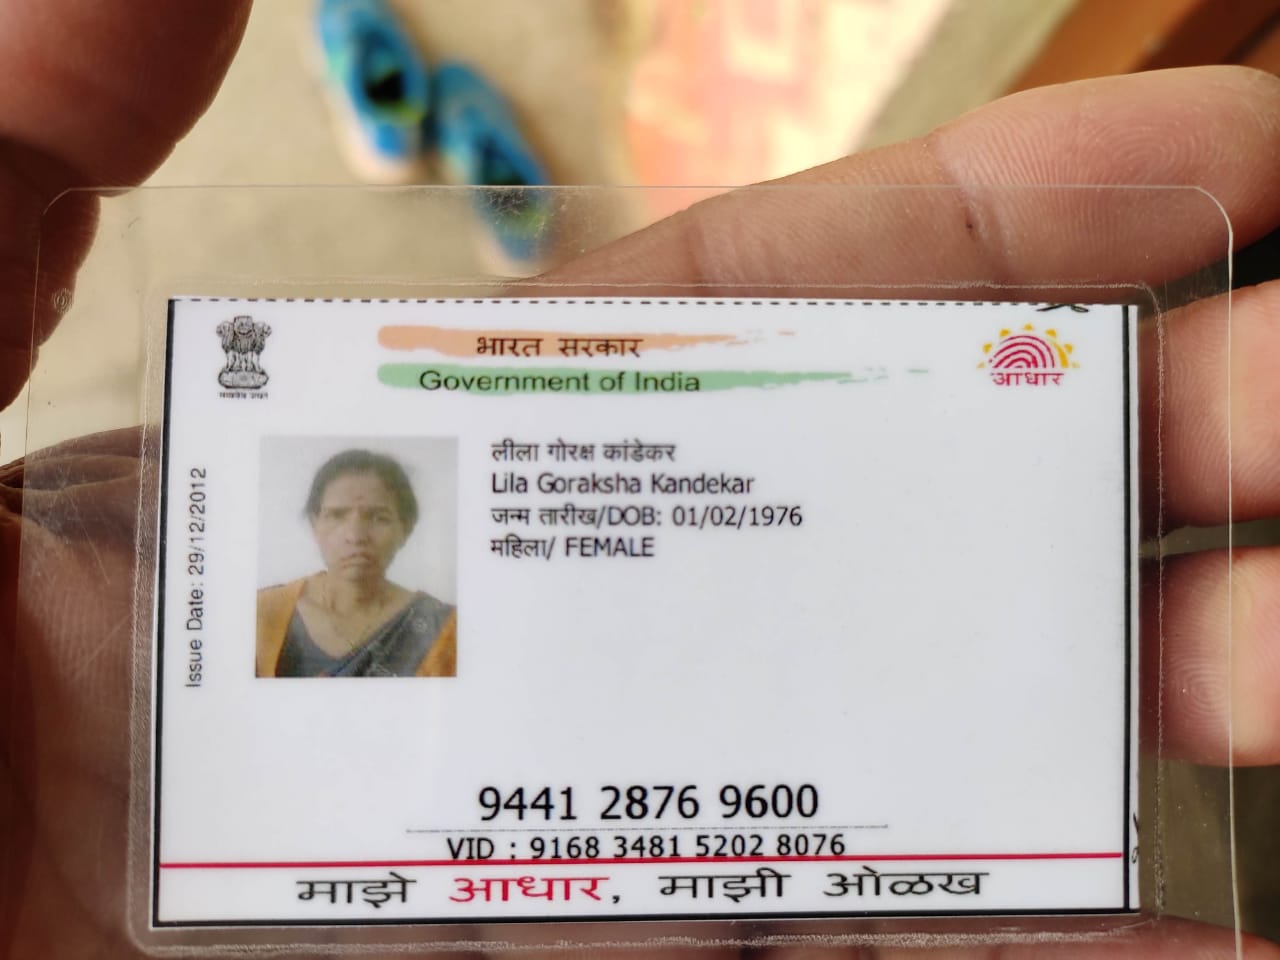 भारत सरकार
Government of India
आधार
Issue Date: 29/12/2012
लीला गोरक्ष कांडेकर
Lila Goraksha Kandekar
जन्म तारीख/DOB: 01/02/1976
महिला/ FEMALE
9441 2876 9600
VID : 9168 3481 5202 8076
माझे आधार, माझी ओळख